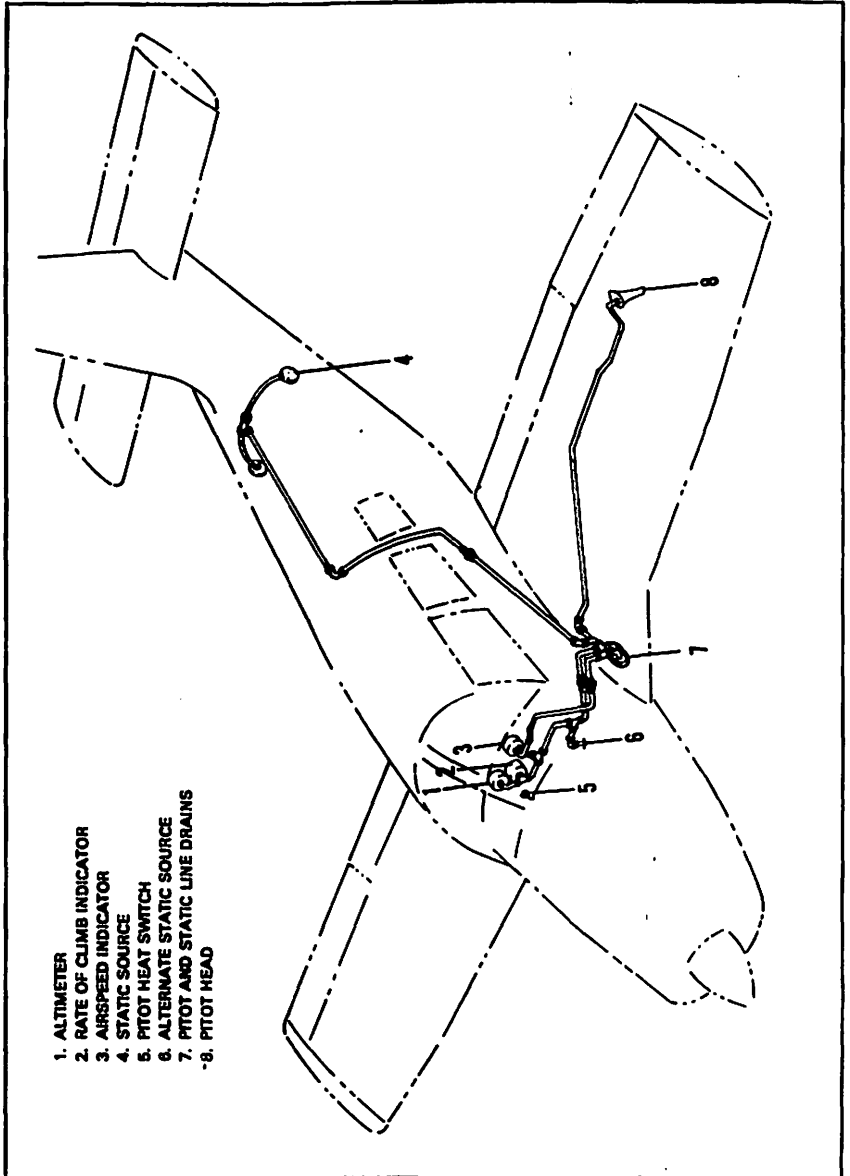 1. ALTIMETER
2. RATE OF CLIMB INDICATOR
3. AIRSPEED INDICATOR
4. STATIC SOURCE
5. PITOT HEAT SWITCH
6. ALTERNATE STATIC SOURCE
7. PITOT AND STATIC LINE DRAINS
-8. PITOT HEAD
1
2
3
4
5
6
7
8